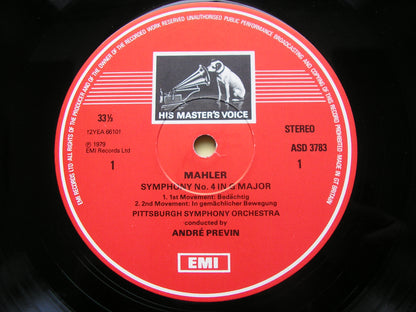 ALL RIGHTS OF THE PRODUCER AND OF THE OWNER OF THE RECORDED WORK RESERVED UNAUTHORISED PUBLIC PERFORMANCE BROADCASTING AND COPYING OF THIS RECORD PROHIBITED MADE IN GT BRITAIN
EMI RECORDS LTD
HIS MASTER'S VOICE
33⅓
12YEA 66101
℗ 1979
EMI Records Ltd
1
STEREO
ASD 3783
1
MAHLER
SYMPHONY No. 4 IN G MAJOR
1. 1st Movement: Bedächtig
2. 2nd Movement: In gemächlicher Bewegung
PITTSBURGH SYMPHONY ORCHESTRA
conducted by
ANDRÉ PREVIN
EMI